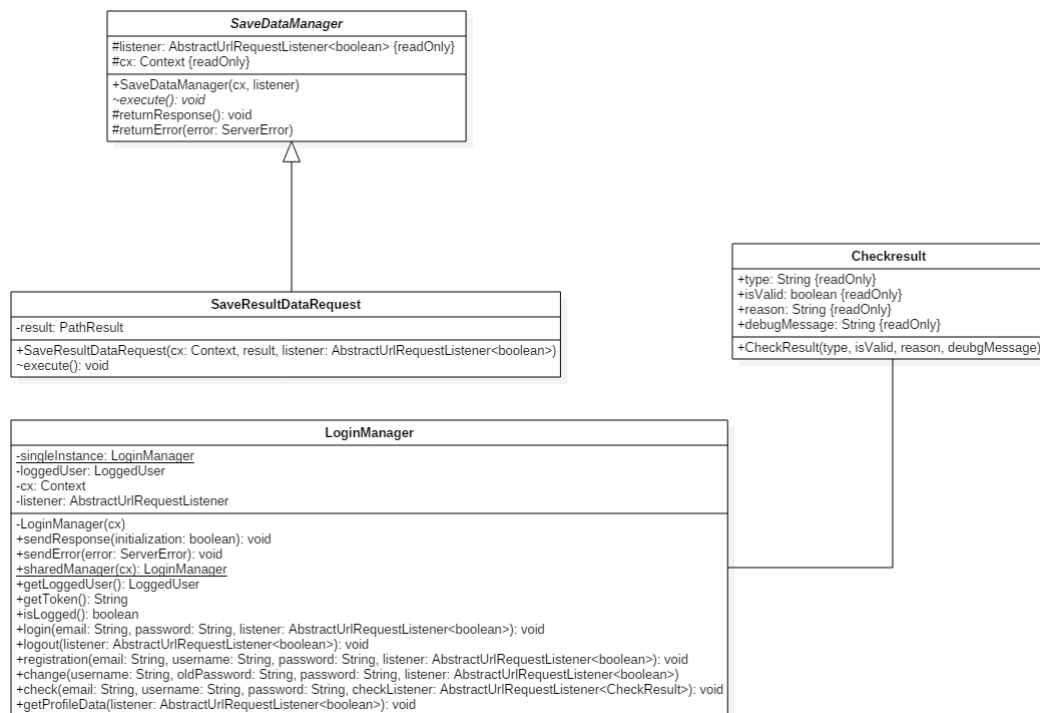 SaveDataManager
#listener: AbstractUrlRequestListener<boolean> {readOnly}
#cx: Context {readOnly}
+SaveDataManager(cx, listener)
~execute(): void
#returnResponse(): void
#returnError(error: ServerError)
Checkresult
+type: String {readOnly}
+isValid: boolean {readOnly}
+reason: String {readOnly}
+debugMessage: String {readOnly}
+CheckResult(type, isValid, reason, deubgMessage)
SaveResultDataRequest
-result: PathResult
+SaveResultDataRequest(cx: Context, result, listener: AbstractUrlRequestListener<boolean>)
~execute(): void
LoginManager
-singleInstance: LoginManager
-loggedUser: LoggedUser
-cx: Context
-listener: AbstractUrlRequestListener
-LoginManager(cx)
+sendResponse(initialization: boolean): void
+sendError(error: ServerError): void
+sharedManager(cx): LoginManager
+getLoggedUser(): LoggedUser
+getToken(): String
+isLogged(): boolean
+login(email: String, password: String, listener: AbstractUrlRequestListener<boolean>): void
+logout(listener: AbstractUrlRequestListener<boolean>): void
+registration(email: String, username: String, password: String, listener: AbstractUrlRequestListener<boolean>): void
+change(username: String, oldPassword: String, password: String, listener: AbstractUrlRequestListener<boolean>)
+check(email: String, username: String, password: String, checkListener: AbstractUrlRequestListener<CheckResult>): void
+getProfileData(listener: AbstractUrlRequestListener<boolean>): void